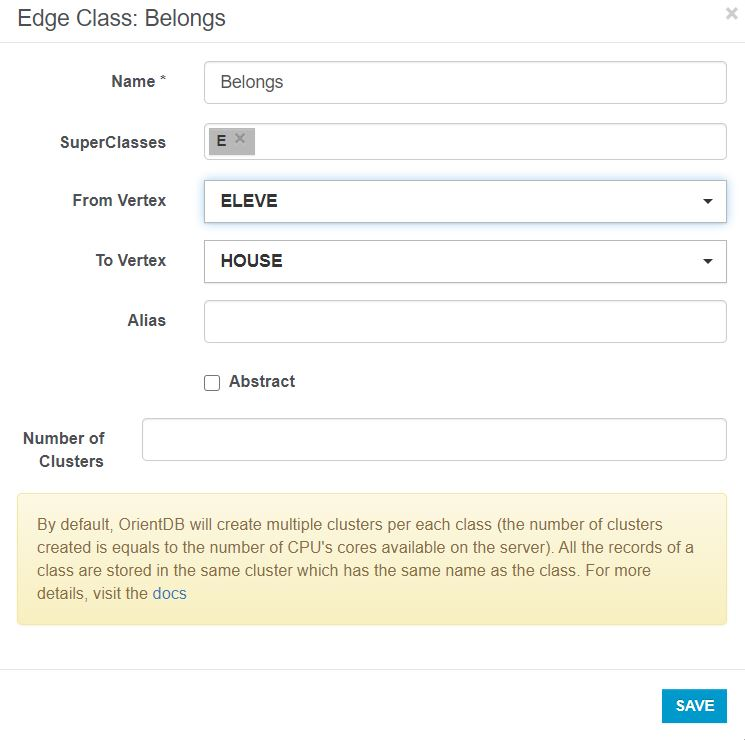 Edge Class: Belongs
×
Name *
Belongs
SuperClasses
E ×
From Vertex
ELEVE
To Vertex
HOUSE
Alias
Abstract
Number of
Clusters
By default, OrientDB will create multiple clusters per each class (the number of clusters
created is equals to the number of CPU's cores available on the server). All the records of a
class are stored in the same cluster which has the same name as the class. For more
details, visit the docs
SAVE